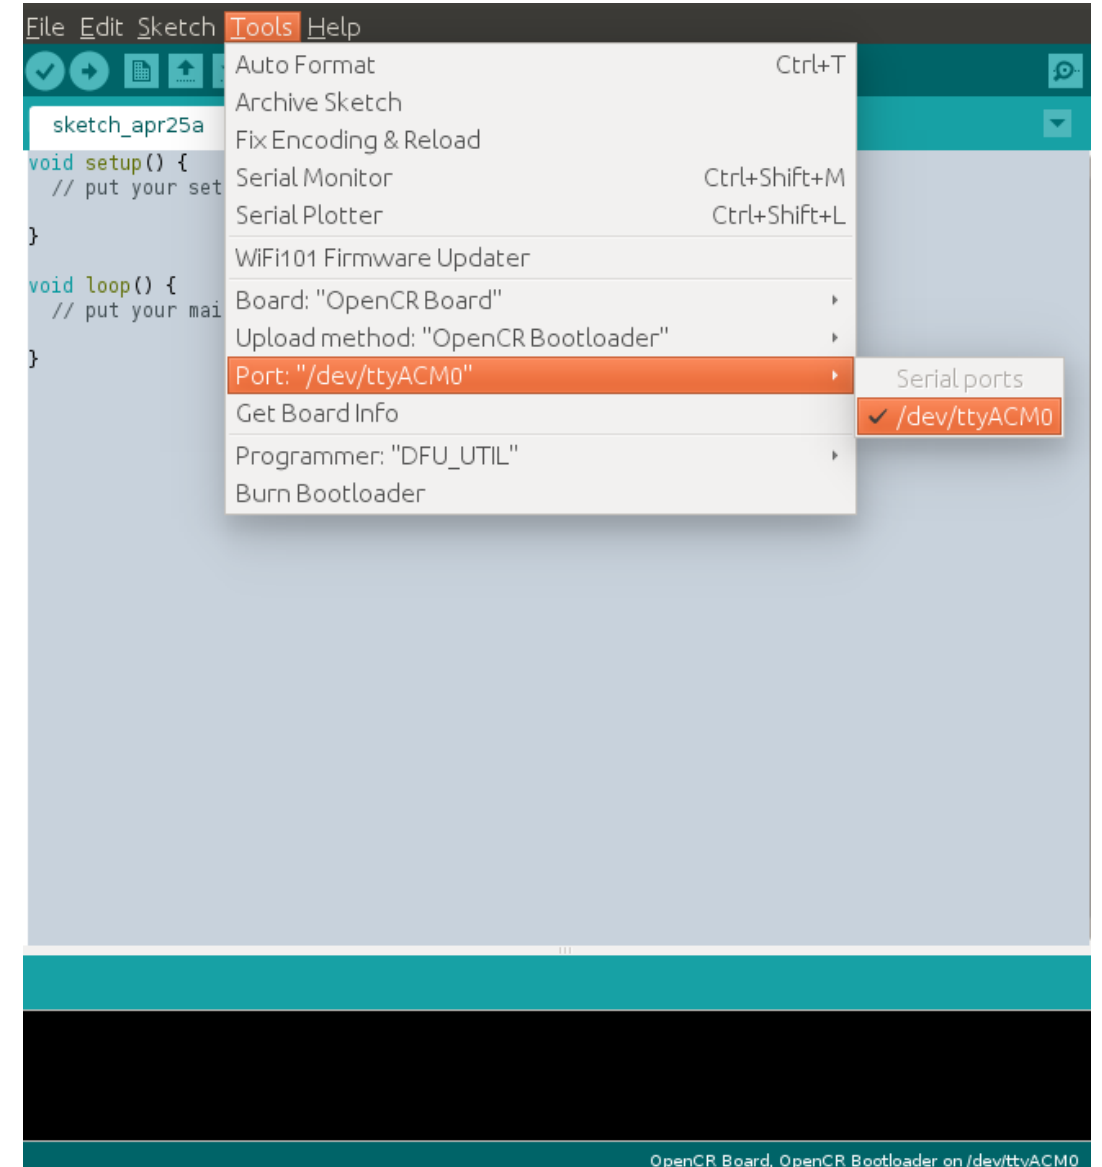 File Edit Sketch Tools Help
Auto Format Ctrl+T
Archive Sketch
sketch_apr25a
Fix Encoding & Reload
void setup() {
// put your set
Serial Monitor Ctrl+Shift+M
Serial Plotter Ctrl+Shift+L
}
WiFi101 Firmware Updater
void loop() {
// put your mai
Board: "OpenCR Board"
Upload method: "OpenCR Bootloader"
}
Port: "/dev/ttyACM0"
Serial ports
/dev/ttyACM0
Get Board Info
Programmer: "DFU_UTIL"
Burn Bootloader
OpenCR Board, OpenCR Bootloader on /dev/ttyACM0